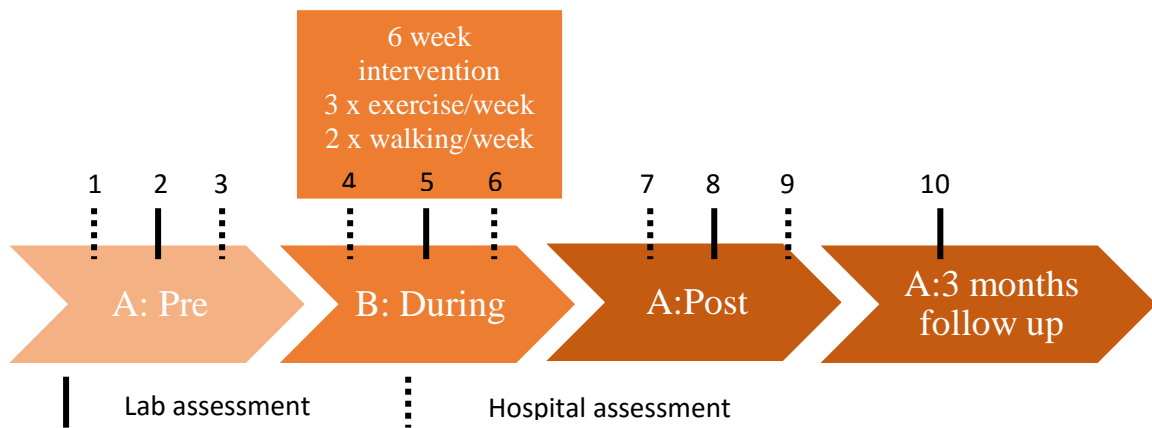 6 week
intervention
3 x exercise/week
2 x walking/week
1 2 3 4 5 6 7 8 9 10
A: Pre
B: During
A:Post
A:3 months
follow up
Lab assessment
Hospital assessment